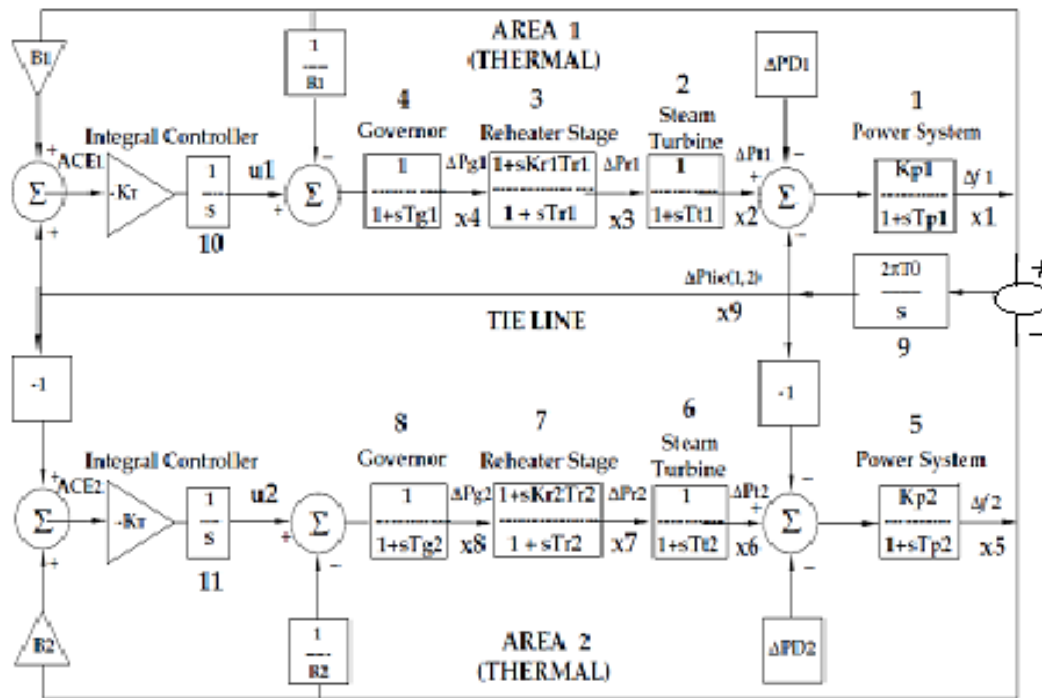 AREA 1
(THERMAL)
B1
1
R1
ΔPD1
Integral Controller
4
Governor
3
Reheater Stage
2
Steam
Turbine
1
Power System
+
ACE1
Σ
+
-Kr
1
s
10
u1
+
−
Σ
1
1+sTg1
ΔPg1
x4
1+sKr1Tr1
1 + sTr1
ΔPr1
x3
1
1+sTt1
ΔPt1
x2
+
−
Σ
−
Kp1
1+sTp1
Δf 1
x1
ΔPtie(1,2)
x9
2πT0
s
9
+
−
TIE LINE
-1
-1
Integral Controller
8
Governor
7
Reheater Stage
6
Steam
Turbine
5
Power System
+
ACE2
Σ
+
-Kr
1
s
11
u2
+
Σ
−
1
1+sTg2
ΔPg2
x8
1+sKr2Tr2
1 + sTr2
ΔPr2
x7
1
1+sTt2
ΔPt2
x6
+
−
Σ
−
Kp2
1+sTp2
Δf 2
x5
B2
1
R2
AREA 2
(THERMAL)
ΔPD2